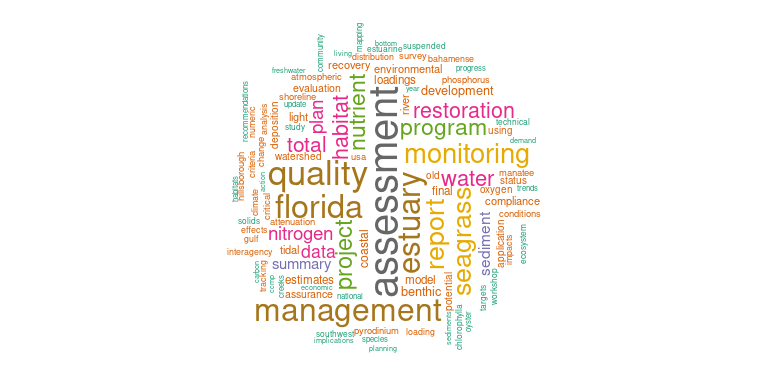 mapping
community
bottom
estuarine
suspended
living
distribution
survey
bahamense
freshwater
atmospheric
recovery
environmental
progress
recommendations
evaluation
nutrient
loadings
phosphorus
shoreline
year
development
update
numeric
analysis
deposition
light
plan
habitat
assessment
river
restoration
technical
study
program
using
demand
total
monitoring
change
watershed
usa
criteria
hillsborough
habitats
action
quality
old
water
manatee
status
trends
climate
critical
florida
estuary
final
report
seagrass
oxygen
compliance
solids
attenuation
conditions
effects
nitrogen
project
coastal
sediment
gulf
interagency
tidal
data
application
impacts
ecosystem
carbon
tracking
summary
ccmp
creeks
estimates
economic
model
potential
workshop
targets
assurance
national
benthic
management
sediments
chlorophylla
oyster
southwest
pyrodinium
loading
implications
species
planning